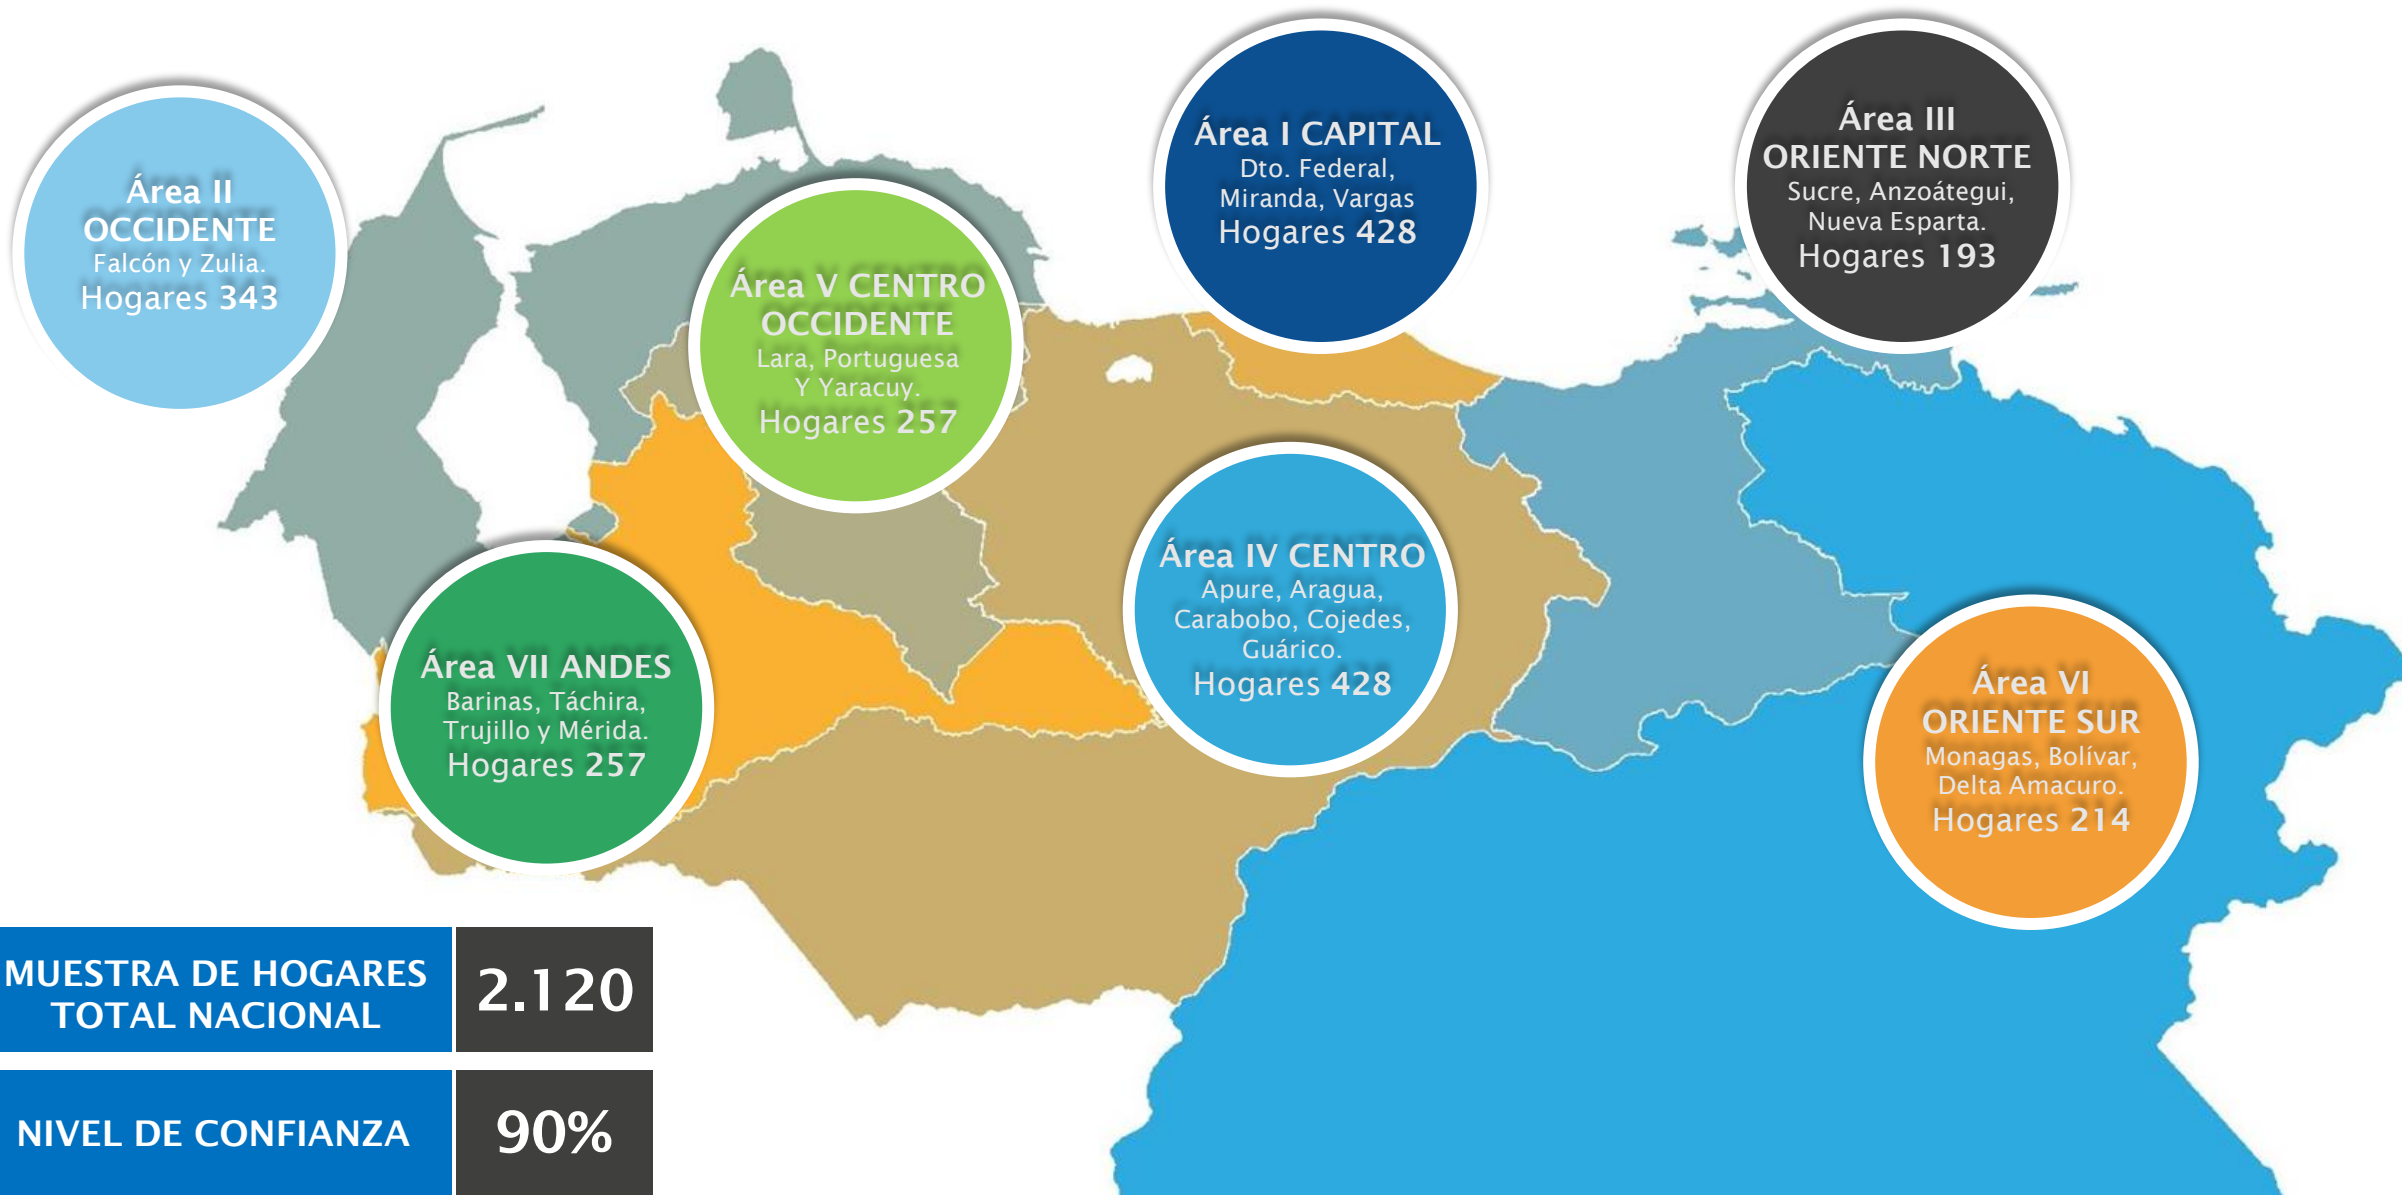 Área II
OCCIDENTE
Falcón y Zulia.
Hogares 343
Área V CENTRO
OCCIDENTE
Lara, Portuguesa
Y Yaracuy.
Hogares 257
Área I CAPITAL
Dto. Federal,
Miranda, Vargas
Hogares 428
Área III
ORIENTE NORTE
Sucre, Anzoátegui,
Nueva Esparta.
Hogares 193
Área VII ANDES
Barinas, Táchira,
Trujillo y Mérida.
Hogares 257
Área IV CENTRO
Apure, Aragua,
Carabobo, Cojedes,
Guárico.
Hogares 428
Área VI
ORIENTE SUR
Monagas, Bolívar,
Delta Amacuro.
Hogares 214
MUESTRA DE HOGARES
TOTAL NACIONAL
2.120
NIVEL DE CONFIANZA
90%